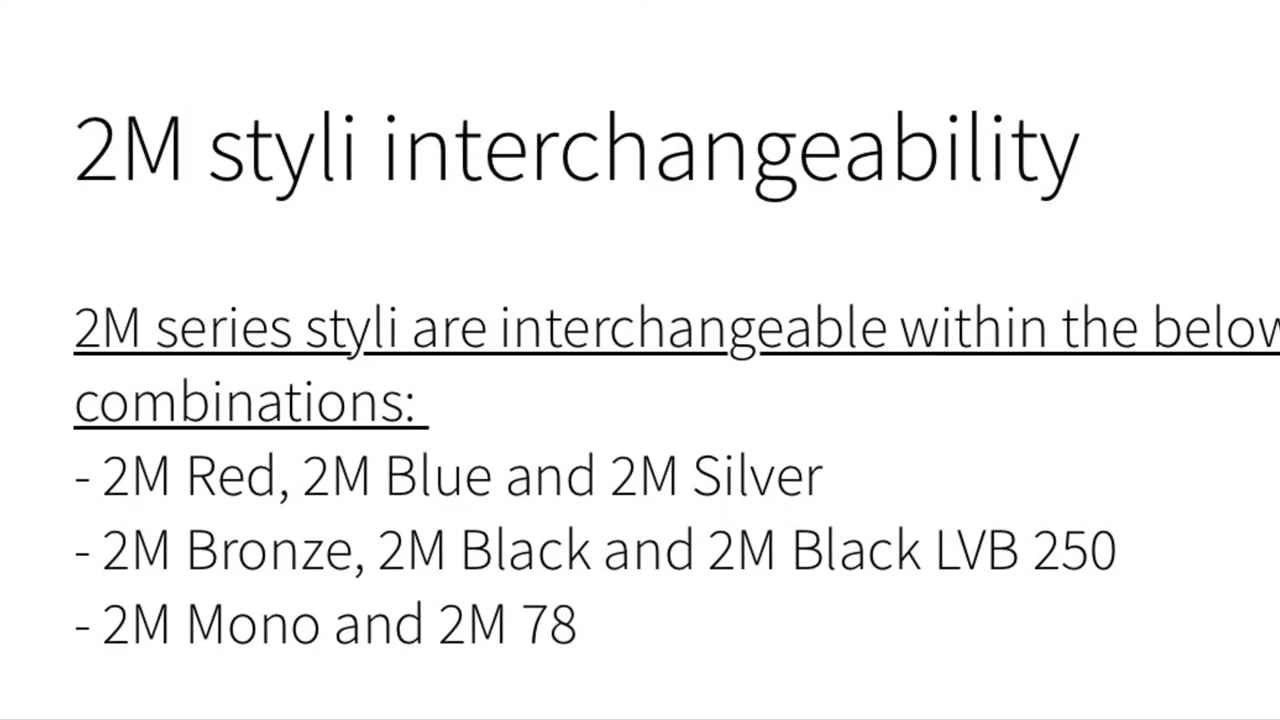 2M styli interchangeability
2M series styli are interchangeable within the below
combinations:
- 2M Red, 2M Blue and 2M Silver
- 2M Bronze, 2M Black and 2M Black LVB 250
- 2M Mono and 2M 78